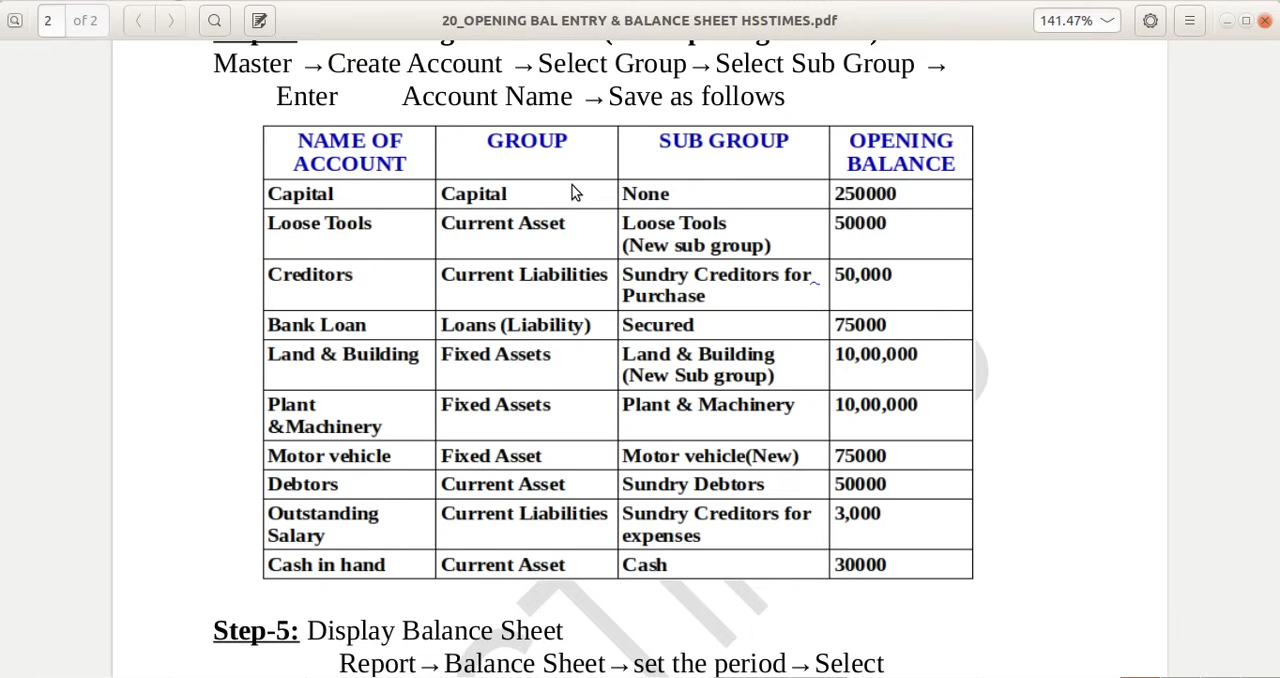 2 of 2
20_OPENING BAL ENTRY & BALANCE SHEET HSSTIMES.pdf
141.47%
Master →Create Account →Select Group→Select Sub Group →
Enter Account Name →Save as follows
NAME OF ACCOUNT GROUP SUB GROUP OPENING BALANCE
Capital Capital None 250000
Loose Tools Current Asset Loose Tools 50000
(New sub group)
Creditors Current Liabilities Sundry Creditors for 50,000
Purchase
Bank Loan Loans (Liability) Secured 75000
Land & Building Fixed Assets Land & Building 10,00,000
(New Sub group)
Plant Fixed Assets Plant & Machinery 10,00,000
&Machinery
Motor vehicle Fixed Asset Motor vehicle(New) 75000
Debtors Current Asset Sundry Debtors 50000
Outstanding Current Liabilities Sundry Creditors for 3,000
Salary expenses
Cash in hand Current Asset Cash 30000
Step-5: Display Balance Sheet
Report→Balance Sheet→set the period→Select